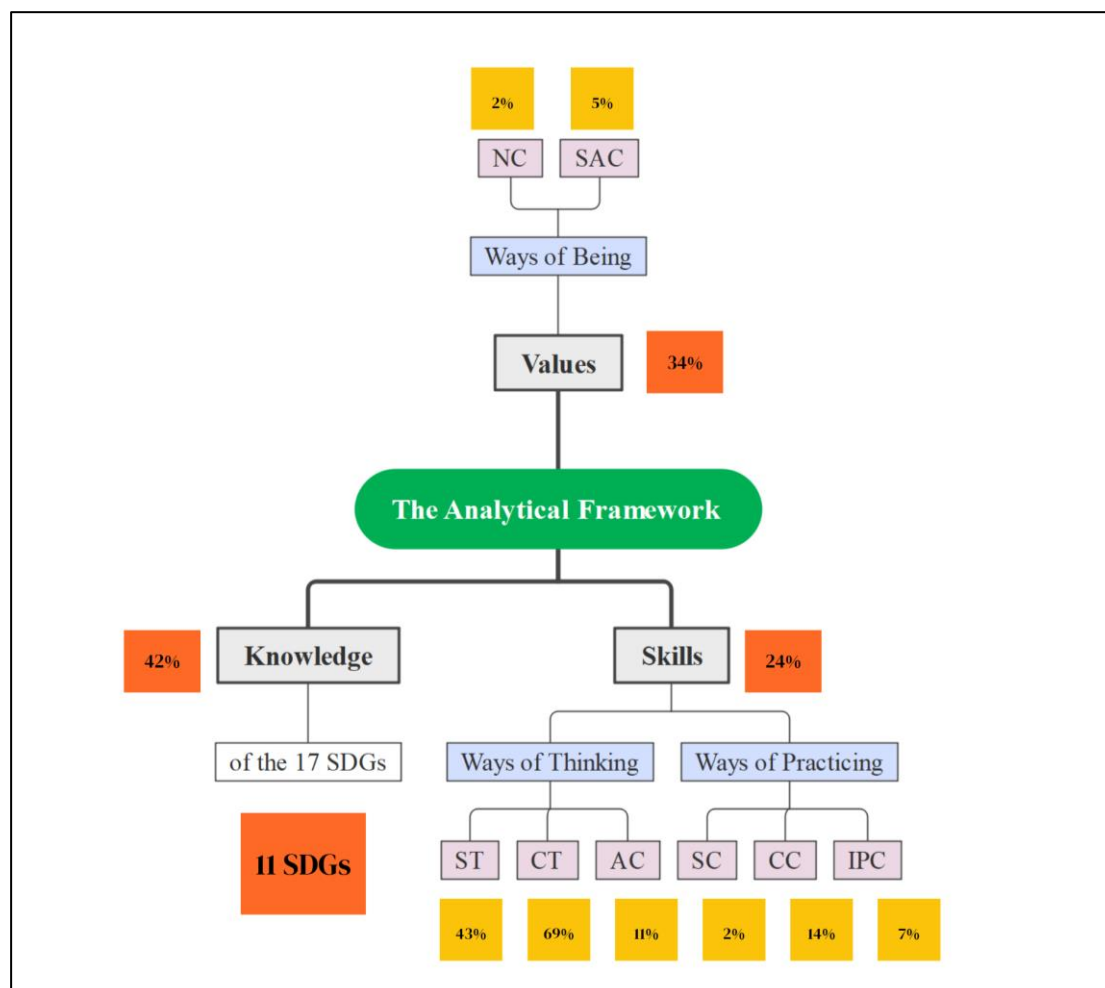 2%
5%
NC
SAC
Ways of Being
Values
34%
The Analytical Framework
42%
Knowledge
Skills
24%
of the 17 SDGs
Ways of Thinking
Ways of Practicing
11 SDGs
ST
CT
AC
SC
CC
IPC
43%
69%
11%
2%
14%
7%